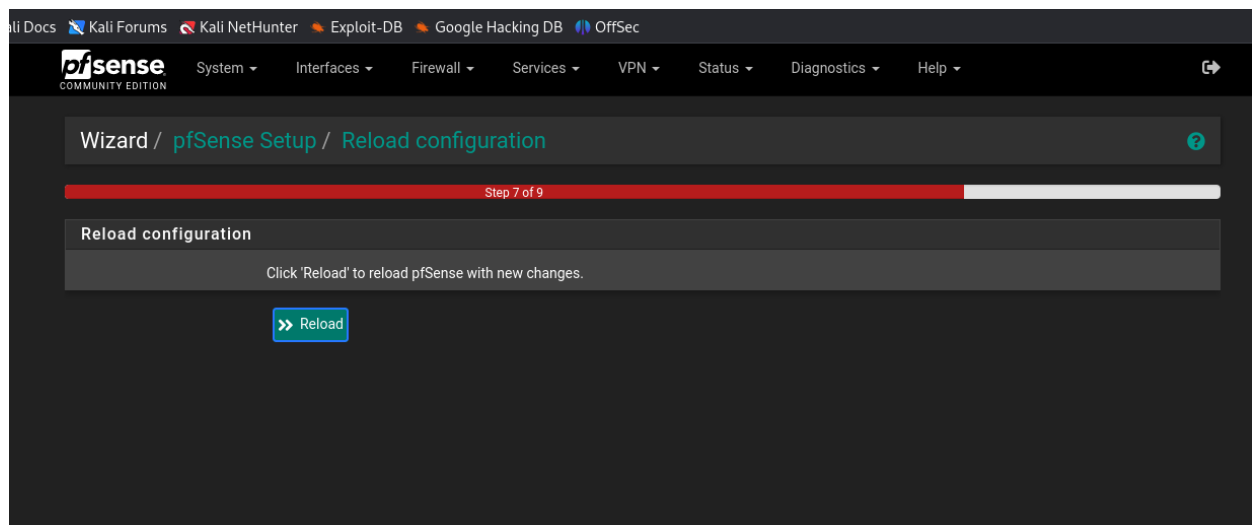 ali Docs Kali Forums Kali NetHunter Exploit-DB Google Hacking DB OffSec
pfsense System Interfaces Firewall Services VPN Status Diagnostics Help
COMMUNITY EDITION
Wizard / pfSense Setup / Reload configuration
Step 7 of 9
Reload configuration
Click 'Reload' to reload pfSense with new changes.
Reload